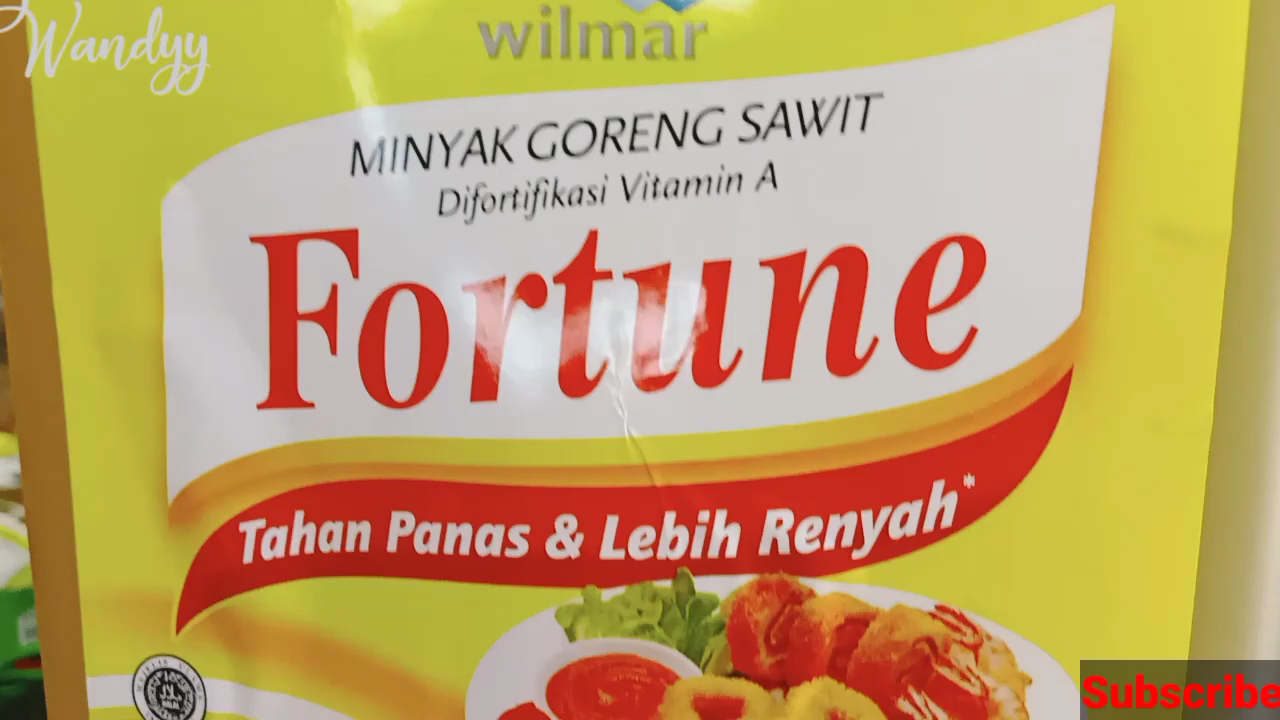 Wandyy
wilmar
MINYAK GORENG SAWIT
Difortifikasi Vitamin A
Fortune
Tahan Panas & Lebih Renyah*
Subscribe